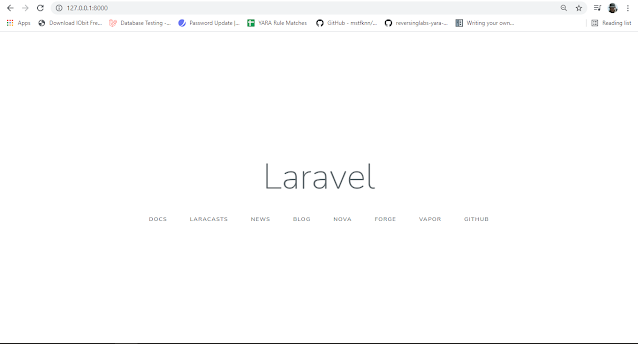 127.0.0.1:8000
Apps Download IObit Fre... Database Testing -... Password Update |... YARA Rule Matches GitHub - mstfknn/... reversinglabs-yara-... Writing your own... Reading list
Laravel
DOCS LARACASTS NEWS BLOG NOVA FORGE VAPOR GITHUB